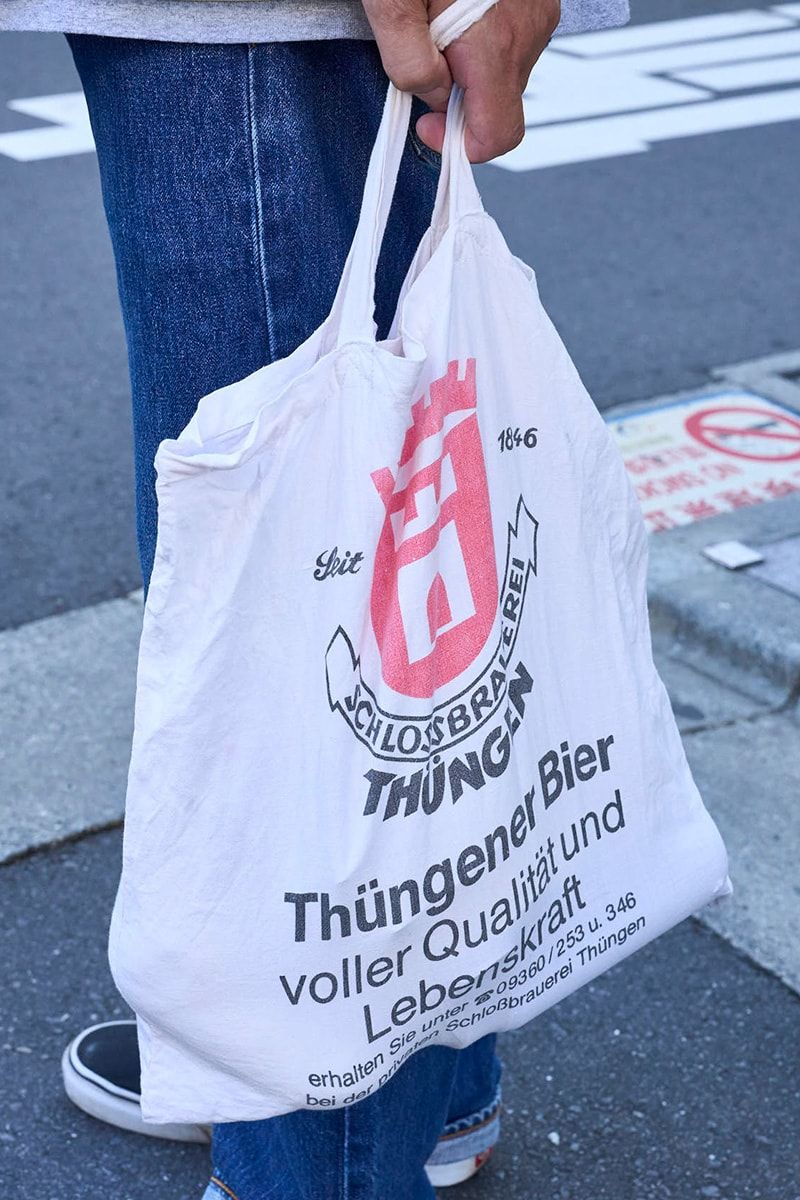 Seit
1846
SCHLOSSBRAUEREI
THÜNGEN
Thüngener Bier
voller Qualität und
Lebenskraft
erhalten Sie unter ☎ 09360/253 u. 346
bei der privaten Schloßbrauerei Thüngen